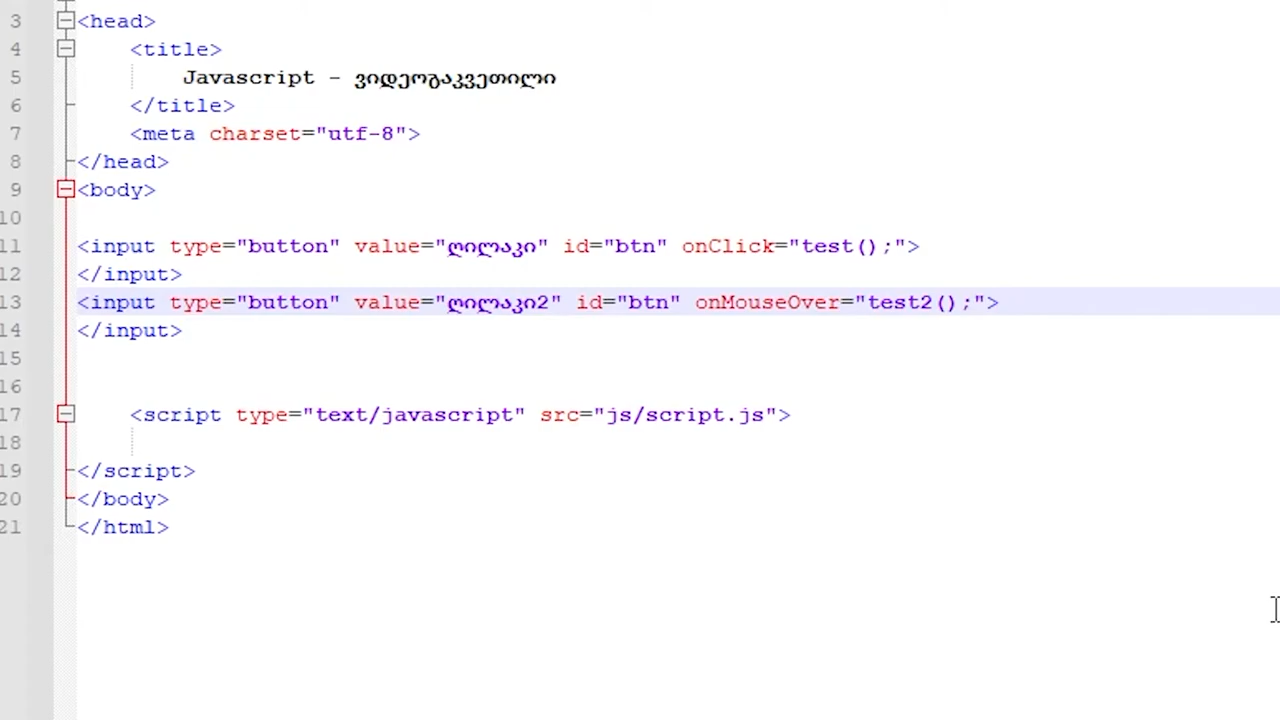 3 <head>
4 <title>
5 Javascript - ვიდეოგაკვეთილი
6 </title>
7 <meta charset="utf-8">
8 </head>
9 <body>
10
11 <input type="button" value="ღილაკი" id="btn" onClick="test();">
12 </input>
13 <input type="button" value="ღილაკი2" id="btn" onMouseOver="test2();">
14 </input>
15
16
17 <script type="text/javascript" src="js/script.js">
18
19 </script>
20 </body>
21 </html>